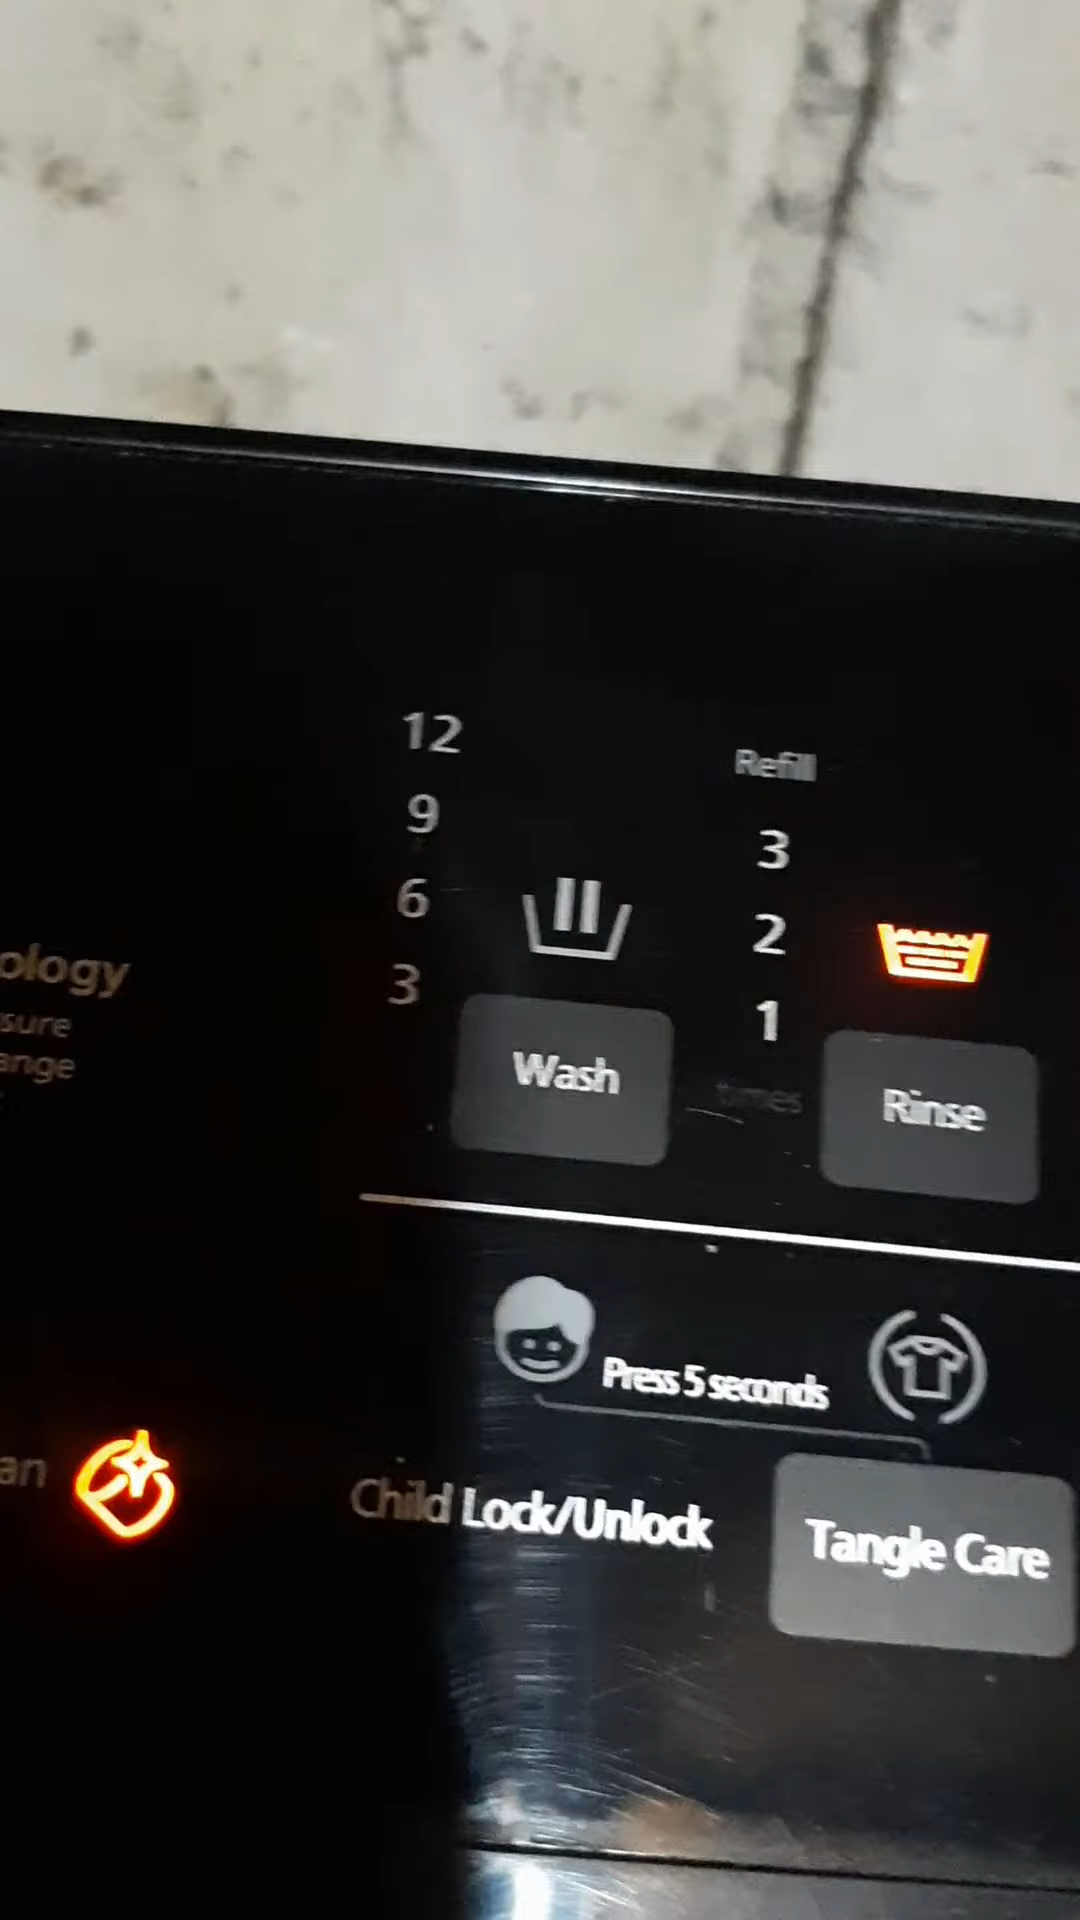 12
9
6
3
Wash
Refill
3
2
1
times
Rinse
ology
sure
ange
Press 5 seconds
an
Child Lock/Unlock
Tangle Care